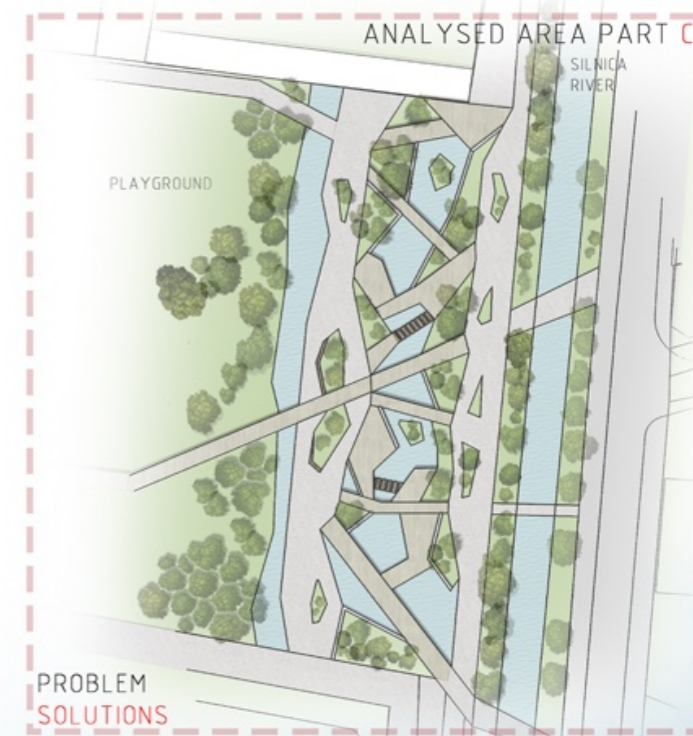 ANALYSED AREA PART C
SILNICA
RIVER
PLAYGROUND
PROBLEM
SOLUTIONS